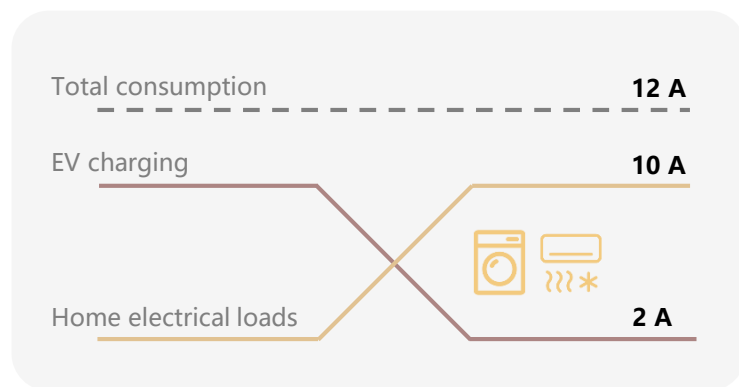 Total consumption 12 A
EV charging 10 A
Home electrical loads 2 A